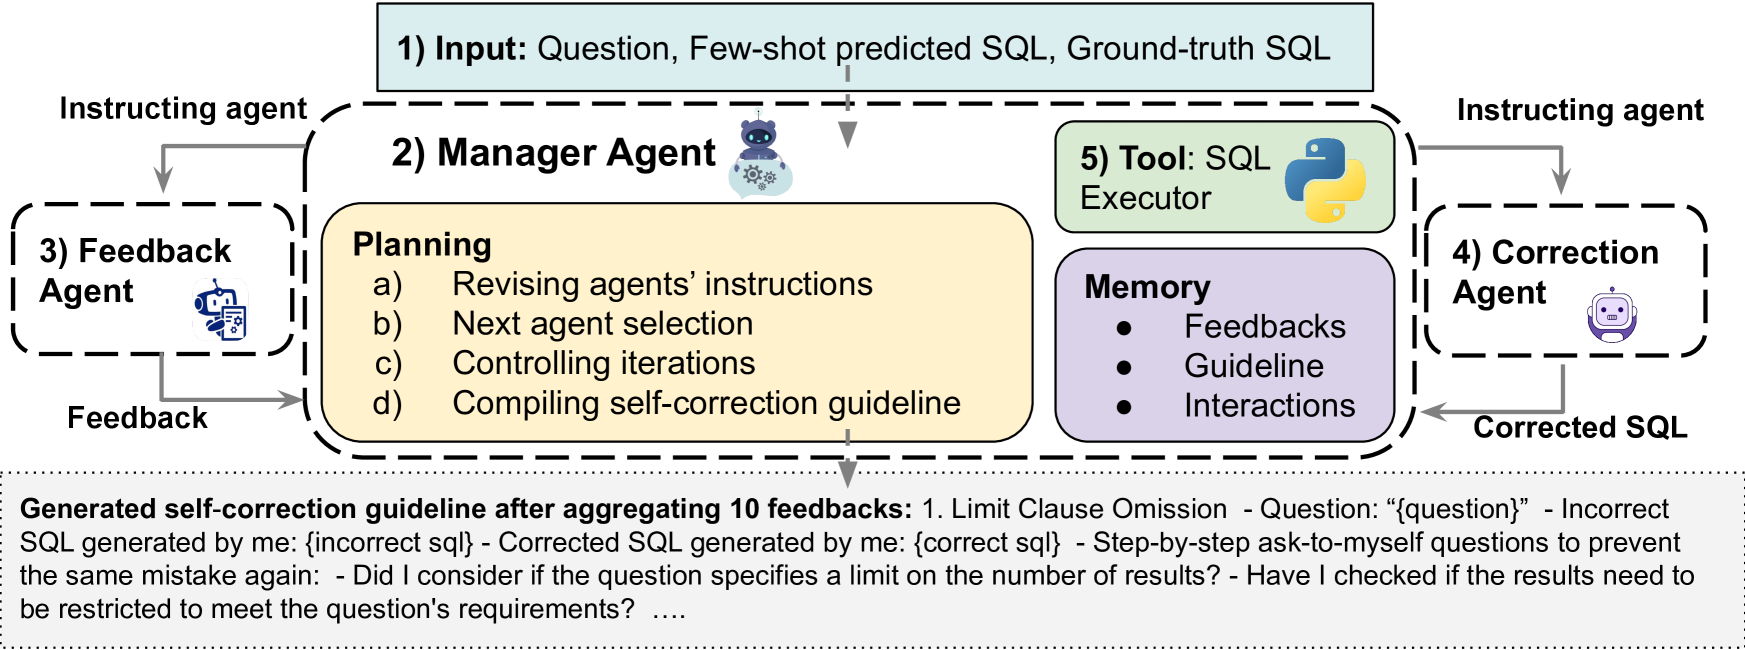 1) Input: Question, Few-shot predicted SQL, Ground-truth SQL
Instructing agent
Instructing agent
2) Manager Agent
5) Tool: SQL
Executor
3) Feedback
Agent
Planning
a) Revising agents’ instructions
b) Next agent selection
c) Controlling iterations
d) Compiling self-correction guideline
Memory
● Feedbacks
● Guideline
● Interactions
4) Correction
Agent
Feedback
Corrected SQL
Generated self-correction guideline after aggregating 10 feedbacks: 1. Limit Clause Omission - Question: “{question}” - Incorrect
SQL generated by me: {incorrect sql} - Corrected SQL generated by me: {correct sql} - Step-by-step ask-to-myself questions to prevent
the same mistake again: - Did I consider if the question specifies a limit on the number of results? - Have I checked if the results need to
be restricted to meet the question's requirements? ….